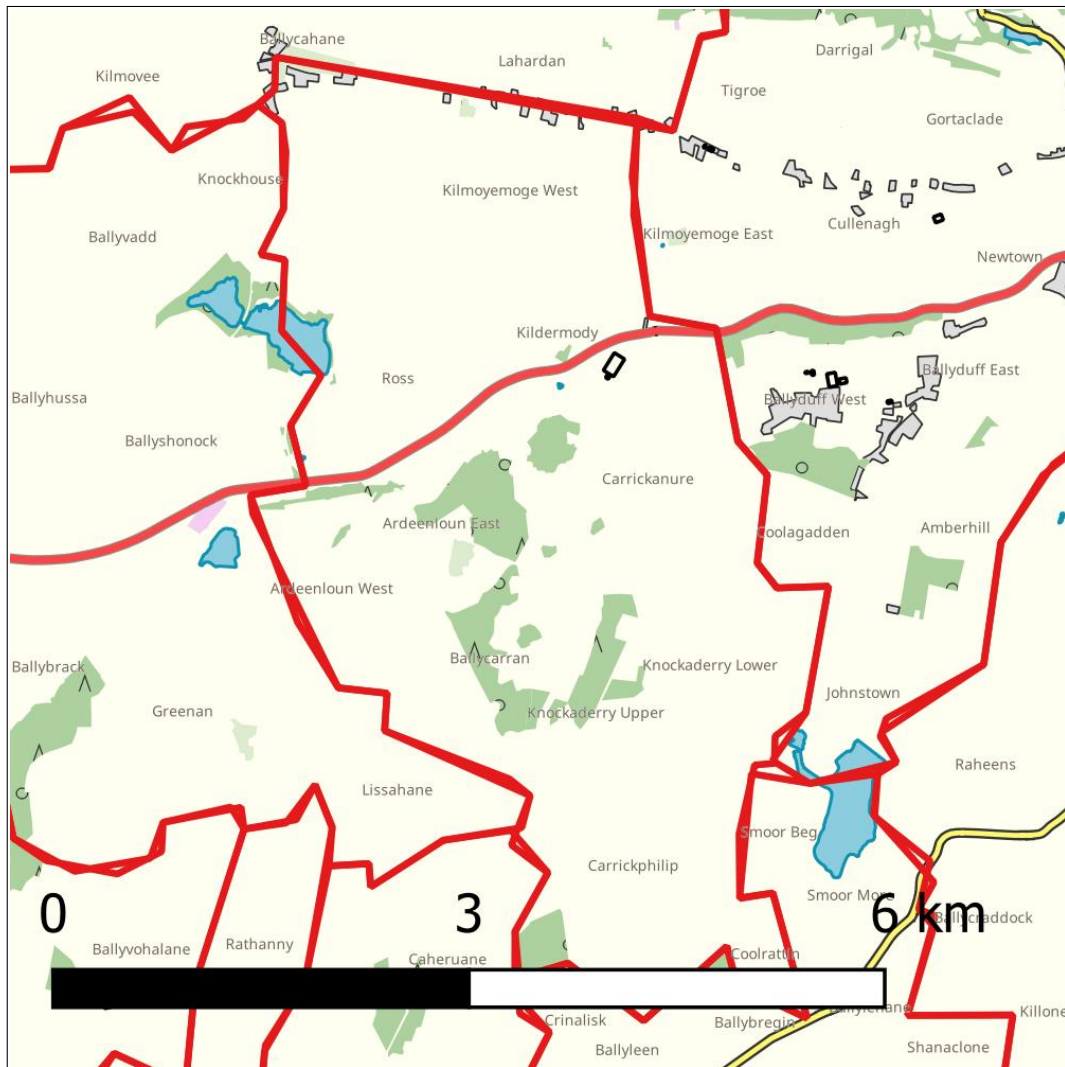 Ballycahane
Darrigal
Lahardan
Kilmovee
Tigroe
Gortaclade
Knockhouse
Kilmoyemoge West
Cullenagh
Kilmoyemoge East
Ballyvadd
Newtown
Kildermody
Ballyduff East
Ross
Ballyhussa
Ballyduff West
Ballyshonock
Carrickanure
Ardeenloun East
Amberhill
Coolagadden
Ardeenloun West
Ballycarran
Knockaderry Lower
Ballybrack
Johnstown
Greenan
Knockaderry Upper
Raheens
Lissahane
Smoor Beg
Carrickphilip
Smoor More
0 3 6 km
Ballycraddock
Rathanny
Ballyvohalane
Coolrattin
Caheruane
Ballylenane
Killone
Crinalisk
Ballybregin
Shanaclone
Ballyleen